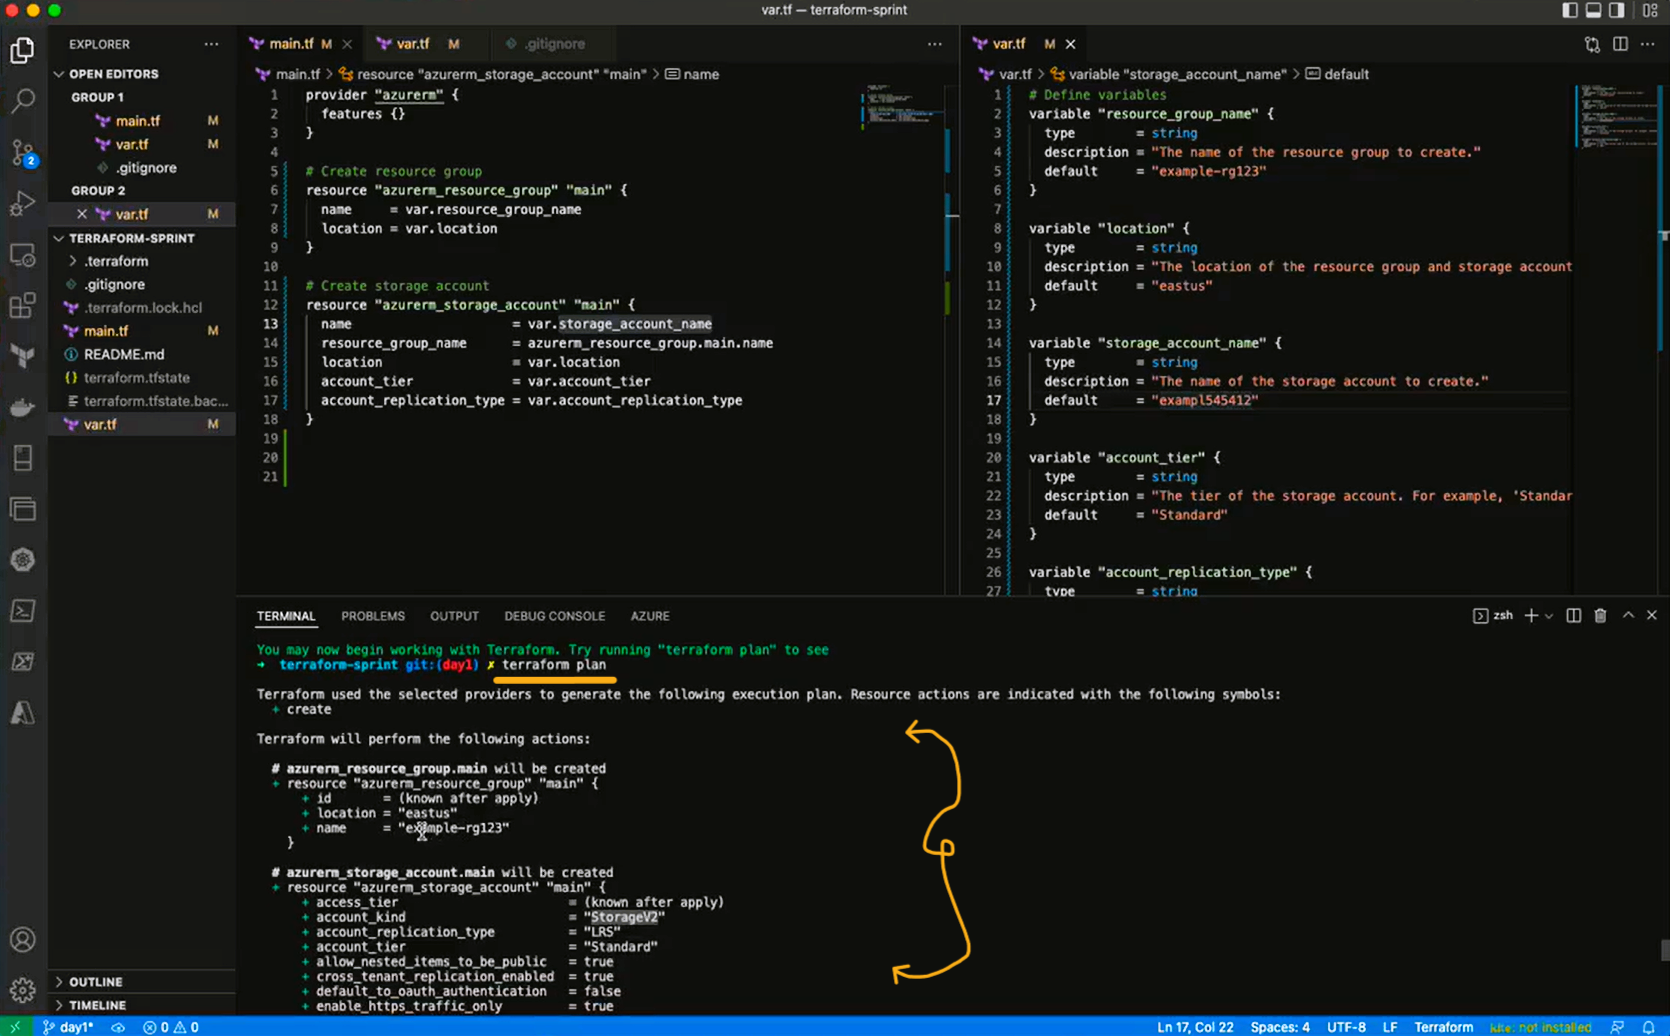 var.tf — terraform-sprint
EXPLORER
OPEN EDITORS
GROUP 1
main.tf M
var.tf M
.gitignore
GROUP 2
var.tf M
TERRAFORM-SPRINT
.terraform
.gitignore
.terraform.lock.hcl
main.tf M
README.md
terraform.tfstate
terraform.tfstate.bac...
var.tf M
OUTLINE
TIMELINE
2
main.tf M
var.tf M
.gitignore
main.tf > resource "azurerm_storage_account" "main" > name
1 provider "azurerm" {
2 features {}
3 }
4
5 # Create resource group
6 resource "azurerm_resource_group" "main" {
7 name = var.resource_group_name
8 location = var.location
9 }
10
11 # Create storage account
12 resource "azurerm_storage_account" "main" {
13 name = var.storage_account_name
14 resource_group_name = azurerm_resource_group.main.name
15 location = var.location
16 account_tier = var.account_tier
17 account_replication_type = var.account_replication_type
18 }
19
20
21
var.tf M
var.tf > variable "storage_account_name" > default
1 # Define variables
2 variable "resource_group_name" {
3 type = string
4 description = "The name of the resource group to create."
5 default = "example-rg123"
6 }
7
8 variable "location" {
9 type = string
10 description = "The location of the resource group and storage account
11 default = "eastus"
12 }
13
14 variable "storage_account_name" {
15 type = string
16 description = "The name of the storage account to create."
17 default = "exampl545412"
18 }
19
20 variable "account_tier" {
21 type = string
22 description = "The tier of the storage account. For example, 'Standar
23 default = "Standard"
24 }
25
26 variable "account_replication_type" {
27 type = string
TERMINAL PROBLEMS OUTPUT DEBUG CONSOLE AZURE
zsh
You may now begin working with Terraform. Try running "terraform plan" to see
➜ terraform-sprint git:(day1) ✗ terraform plan
Terraform used the selected providers to generate the following execution plan. Resource actions are indicated with the following symbols:
+ create
Terraform will perform the following actions:
# azurerm_resource_group.main will be created
+ resource "azurerm_resource_group" "main" {
+ id = (known after apply)
+ location = "eastus"
+ name = "example-rg123"
}
# azurerm_storage_account.main will be created
+ resource "azurerm_storage_account" "main" {
+ access_tier = (known after apply)
+ account_kind = "StorageV2"
+ account_replication_type = "LRS"
+ account_tier = "Standard"
+ allow_nested_items_to_be_public = true
+ cross_tenant_replication_enabled = true
+ default_to_oauth_authentication = false
+ enable_https_traffic_only = true
day1* 0 0
Ln 17, Col 22 Spaces: 4 UTF-8 LF Terraform kite: not installed